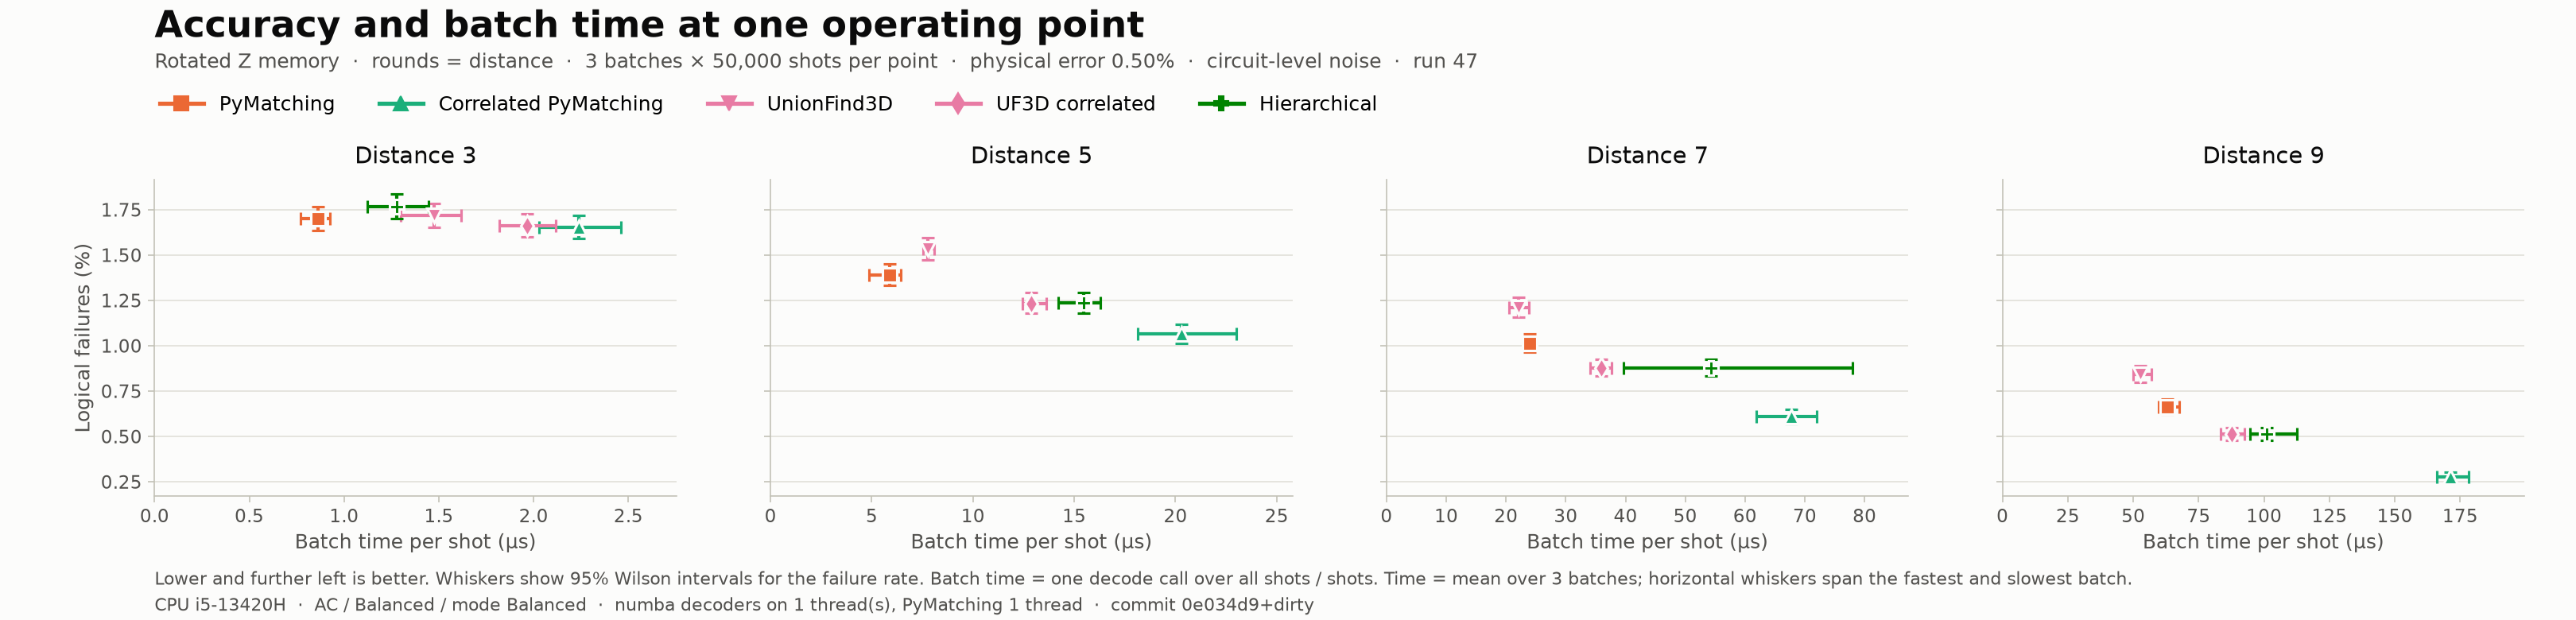 Accuracy and batch time at one operating point
Rotated Z memory · rounds = distance · 3 batches × 50,000 shots per point · physical error 0.50% · circuit-level noise · run 47
PyMatching Correlated PyMatching UnionFind3D UF3D correlated Hierarchical
Distance 3 Distance 5 Distance 7 Distance 9
Logical failures (%)
1.75
1.50
1.25
1.00
0.75
0.50
0.25
0.0 0.5 1.0 1.5 2.0 2.5 0 5 10 15 20 25 0 10 20 30 40 50 60 70 80 0 25 50 75 100 125 150 175
Batch time per shot (µs) Batch time per shot (µs) Batch time per shot (µs) Batch time per shot (µs)
Lower and further left is better. Whiskers show 95% Wilson intervals for the failure rate. Batch time = one decode call over all shots / shots. Time = mean over 3 batches; horizontal whiskers span the fastest and slowest batch.
CPU i5-13420H · AC / Balanced / mode Balanced · numba decoders on 1 thread(s), PyMatching 1 thread · commit 0e034d9+dirty